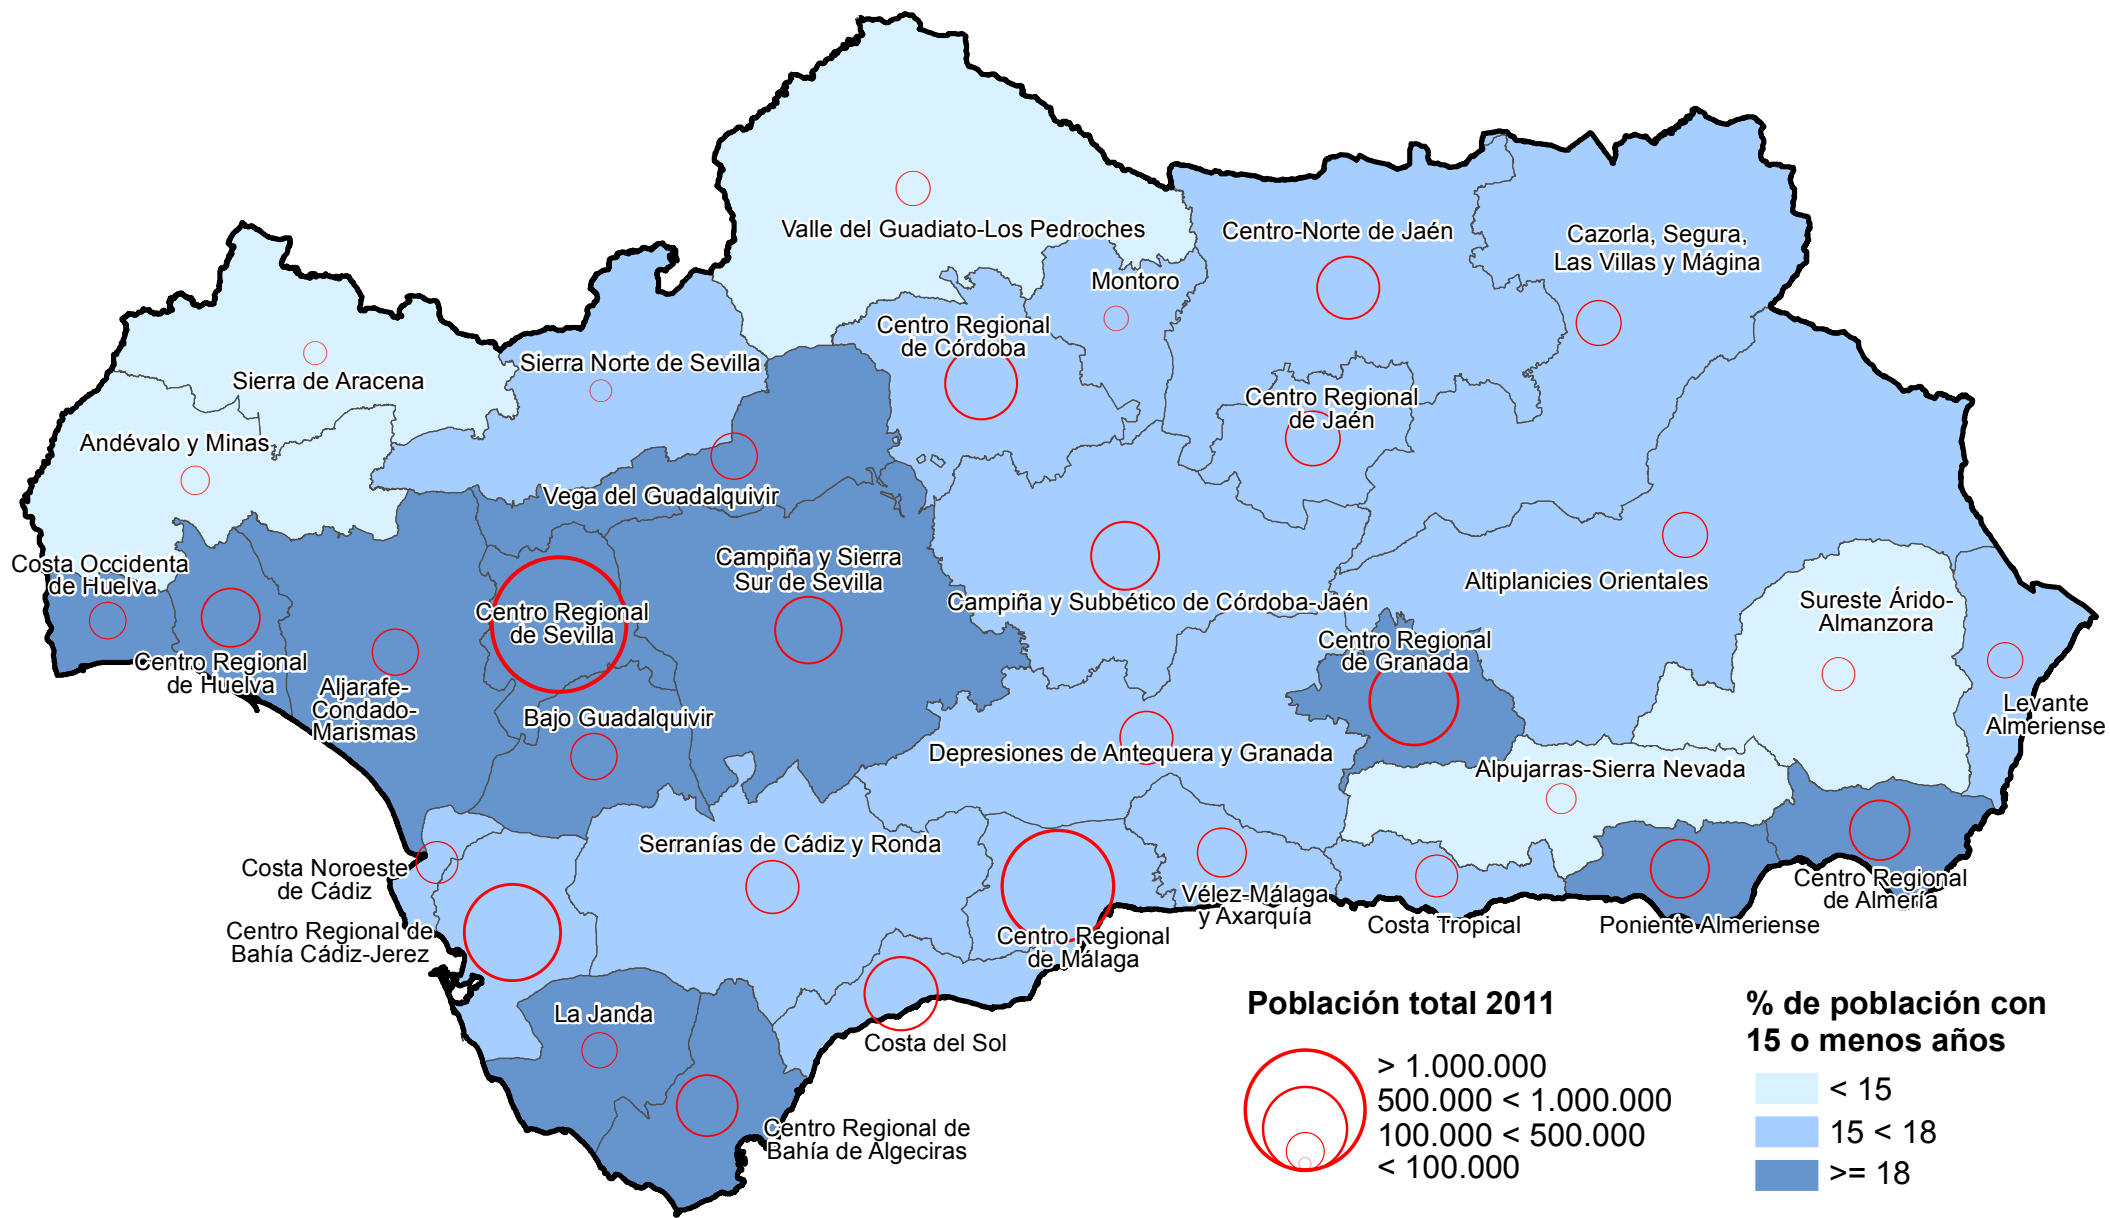 Valle del Guadiato-Los Pedroches
Centro-Norte de Jaén
Cazorla, Segura,
Las Villas y Mágina
Montoro
Centro Regional
de Córdoba
Sierra Norte de Sevilla
Sierra de Aracena
Centro Regional
de Jaén
Andévalo y Minas
Vega del Guadalquivir
Costa Occidenta
de Huelva
Campiña y Sierra
Sur de Sevilla
Altiplanicies Orientales
Campiña y Subbético de Córdoba-Jaén
Sureste Árido-
Almanzora
Centro Regional
de Sevilla
Centro Regional
de Granada
Centro Regional
de Huelva
Aljarafe-
Condado-
Marismas
Bajo Guadalquivir
Levante
Almeriense
Depresiones de Antequera y Granada
Alpujarras-Sierra Nevada
Serranías de Cádiz y Ronda
Costa Noroeste
de Cádiz
Vélez-Málaga
y Axarquía
Centro Regional
de Almería
Costa Tropical
Poniente Almeriense
Centro Regional de
Bahía Cádiz-Jerez
Centro Regional
de Málaga
La Janda
Costa del Sol
Centro Regional de
Bahía de Algeciras
Población total 2011
> 1.000.000
500.000 < 1.000.000
100.000 < 500.000
< 100.000
% de población con
15 o menos años
< 15
15 < 18
>= 18